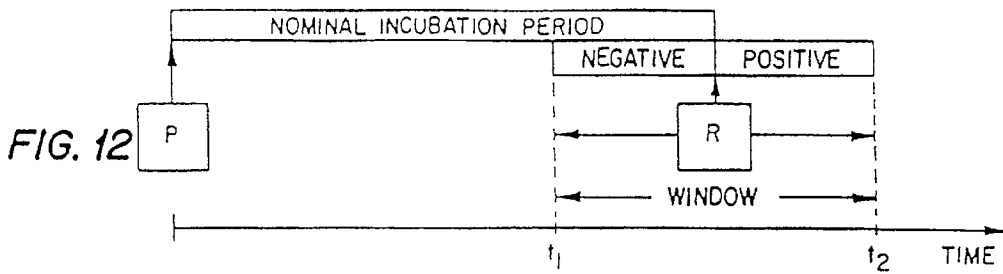 NOMINAL INCUBATION PERIOD
NEGATIVE POSITIVE
FIG. 12 P R
WINDOW
t1 t2 TIME